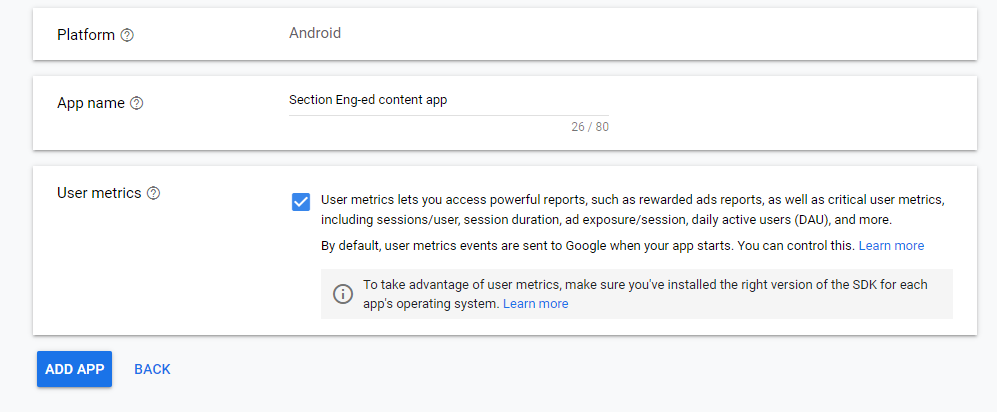 Platform
Android
App name
Section Eng-ed content app
26 / 80
User metrics
User metrics lets you access powerful reports, such as rewarded ads reports, as well as critical user metrics,
including sessions/user, session duration, ad exposure/session, daily active users (DAU), and more.
By default, user metrics events are sent to Google when your app starts. You can control this. Learn more
To take advantage of user metrics, make sure you've installed the right version of the SDK for each
app's operating system. Learn more
ADD APP
BACK